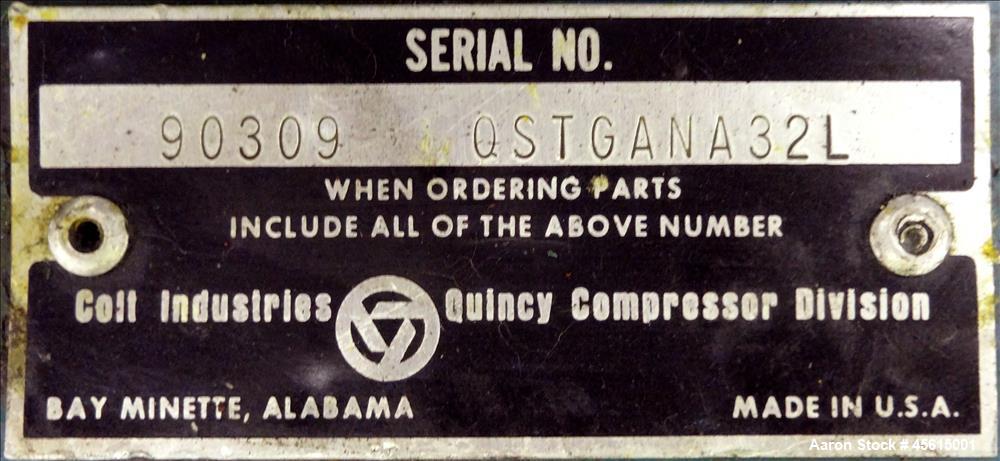 SERIAL NO.
90309 QSTGANA32L
WHEN ORDERING PARTS
INCLUDE ALL OF THE ABOVE NUMBER
Colt Industries Quincy Compressor Division
BAY MINETTE, ALABAMA MADE IN U.S.A.
Aaron Stock # 45615001